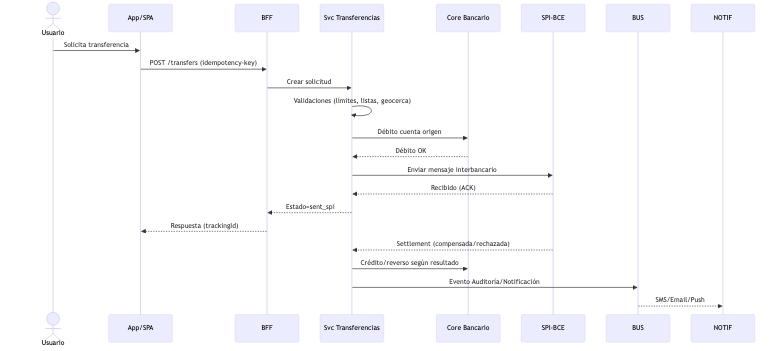 App/SPA
BFF
Svc Transferencias
Core Bancario
SPI-BCE
BUS
NOTIF
Usuario
Solicita transferencia
POST /transfers (idempotency-key)
Crear solicitud
Validaciones (límites, listas, geocerca)
Débito cuenta origen
Débito OK
Enviar mensaje interbancario
Recibido (ACK)
Estado=sent_spi
Respuesta (trackingId)
Settlement (compensada/rechazada)
Crédito/reverso según resultado
Evento Auditoría/Notificación
SMS/Email/Push
App/SPA
BFF
Svc Transferencias
Core Bancario
SPI-BCE
BUS
NOTIF
Usuario